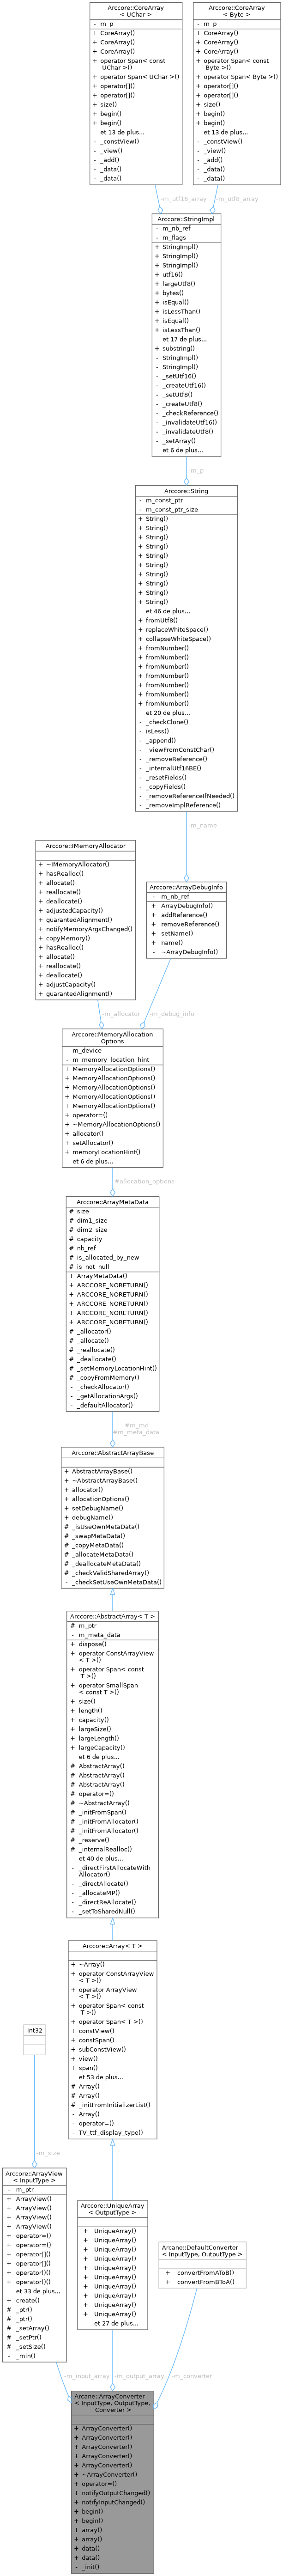 Arccore::CoreArray
< UChar >
- m_p
+ CoreArray()
+ CoreArray()
+ CoreArray()
+ operator Span< const
UChar >()
+ operator Span< UChar >()
+ operator[]()
+ operator[]()
+ size()
+ begin()
+ begin()
et 13 de plus...
- _constView()
- _view()
- _add()
- _data()
- _data()
Arccore::CoreArray
< Byte >
- m_p
+ CoreArray()
+ CoreArray()
+ CoreArray()
+ operator Span< const
Byte >()
+ operator Span< Byte >()
+ operator[]()
+ operator[]()
+ size()
+ begin()
+ begin()
et 13 de plus...
- _constView()
- _view()
- _add()
- _data()
- _data()
-m_utf16_array
-m_utf8_array
Arccore::StringImpl
- m_nb_ref
- m_flags
+ StringImpl()
+ StringImpl()
+ StringImpl()
+ utf16()
+ largeUtf8()
+ bytes()
+ isEqual()
+ isLessThan()
+ isEqual()
+ isLessThan()
et 17 de plus...
+ substring()
- StringImpl()
- StringImpl()
- _setUtf16()
- _createUtf16()
- _setUtf8()
- _createUtf8()
- _checkReference()
- _invalidateUtf16()
- _invalidateUtf8()
- _setArray()
et 6 de plus...
-m_p
Arccore::String
- m_const_ptr
- m_const_ptr_size
+ String()
+ String()
+ String()
+ String()
+ String()
+ String()
+ String()
+ String()
+ String()
+ String()
et 46 de plus...
+ fromUtf8()
+ replaceWhiteSpace()
+ collapseWhiteSpace()
+ fromNumber()
+ fromNumber()
+ fromNumber()
+ fromNumber()
+ fromNumber()
+ fromNumber()
+ fromNumber()
et 20 de plus...
- _checkClone()
- isLess()
- _append()
- _viewFromConstChar()
- _removeReference()
- _internalUtf16BE()
- _resetFields()
- _copyFields()
- _removeReferenceIfNeeded()
- _removeImplReference()
-m_name
Arccore::IMemoryAllocator
+ ~IMemoryAllocator()
+ hasRealloc()
+ allocate()
+ reallocate()
+ deallocate()
+ adjustedCapacity()
+ guarantedAlignment()
+ notifyMemoryArgsChanged()
+ copyMemory()
+ hasRealloc()
+ allocate()
+ reallocate()
+ deallocate()
+ adjustCapacity()
+ guarantedAlignment()
Arccore::ArrayDebugInfo
- m_nb_ref
+ ArrayDebugInfo()
+ addReference()
+ removeReference()
+ setName()
+ name()
- ~ArrayDebugInfo()
-m_allocator
-m_debug_info
Arccore::MemoryAllocation
Options
- m_device
- m_memory_location_hint
+ MemoryAllocationOptions()
+ MemoryAllocationOptions()
+ MemoryAllocationOptions()
+ MemoryAllocationOptions()
+ MemoryAllocationOptions()
+ operator=()
+ ~MemoryAllocationOptions()
+ allocator()
+ setAllocator()
+ memoryLocationHint()
et 6 de plus...
#allocation_options
Arccore::ArrayMetaData
# size
# dim1_size
# dim2_size
# capacity
# nb_ref
# is_allocated_by_new
# is_not_null
+ ArrayMetaData()
+ ARCCORE_NORETURN()
+ ARCCORE_NORETURN()
+ ARCCORE_NORETURN()
+ ARCCORE_NORETURN()
+ ARCCORE_NORETURN()
# _allocator()
# _allocate()
# _reallocate()
# _deallocate()
# _setMemoryLocationHint()
# _copyFromMemory()
- _checkAllocator()
- _getAllocationArgs()
- _defaultAllocator()
#m_md
#m_meta_data
Arccore::AbstractArrayBase
+ AbstractArrayBase()
+ ~AbstractArrayBase()
+ allocator()
+ allocationOptions()
+ setDebugName()
+ debugName()
# _isUseOwnMetaData()
# _swapMetaData()
# _copyMetaData()
# _allocateMetaData()
# _deallocateMetaData()
# _checkValidSharedArray()
- _checkSetUseOwnMetaData()
Arccore::AbstractArray< T >
# m_ptr
- m_meta_data
+ dispose()
+ operator ConstArrayView
< T >()
+ operator Span< const
T >()
+ operator SmallSpan
< const T >()
+ size()
+ length()
+ capacity()
+ largeSize()
+ largeLength()
+ largeCapacity()
et 6 de plus...
# AbstractArray()
# AbstractArray()
# AbstractArray()
# operator=()
# ~AbstractArray()
# _initFromSpan()
# _initFromAllocator()
# _initFromAllocator()
# _reserve()
# _internalRealloc()
et 40 de plus...
- _directFirstAllocateWith
Allocator()
- _directAllocate()
- _allocateMP()
- _directReAllocate()
- _setToSharedNull()
Arccore::Array< T >
+ ~Array()
+ operator ConstArrayView
< T >()
+ operator ArrayView
< T >()
+ operator Span< const
T >()
+ operator Span< T >()
+ constView()
+ constSpan()
+ subConstView()
+ view()
+ span()
et 53 de plus...
# Array()
# Array()
# _initFromInitializerList()
- Array()
- operator=()
- TV_ttf_display_type()
Int32
-m_size
Arccore::ArrayView
< InputType >
- m_ptr
+ ArrayView()
+ ArrayView()
+ ArrayView()
+ ArrayView()
+ operator=()
+ operator=()
+ operator[]()
+ operator[]()
+ operator()()
+ operator()()
et 33 de plus...
+ create()
# _ptr()
# _ptr()
# _setArray()
# _setPtr()
# _setSize()
- _min()
Arccore::UniqueArray
< OutputType >
+ UniqueArray()
+ UniqueArray()
+ UniqueArray()
+ UniqueArray()
+ UniqueArray()
+ UniqueArray()
+ UniqueArray()
+ UniqueArray()
+ UniqueArray()
+ UniqueArray()
et 27 de plus...
Arcane::DefaultConverter
< InputType, OutputType >
+ convertFromAToB()
+ convertFromBToA()
-m_input_array
-m_output_array
-m_converter
Arcane::ArrayConverter
< InputType, OutputType,
Converter >
+ ArrayConverter()
+ ArrayConverter()
+ ArrayConverter()
+ ArrayConverter()
+ ArrayConverter()
+ ~ArrayConverter()
+ operator=()
+ notifyOutputChanged()
+ notifyInputChanged()
+ begin()
+ begin()
+ array()
+ array()
+ data()
+ data()
- _init()